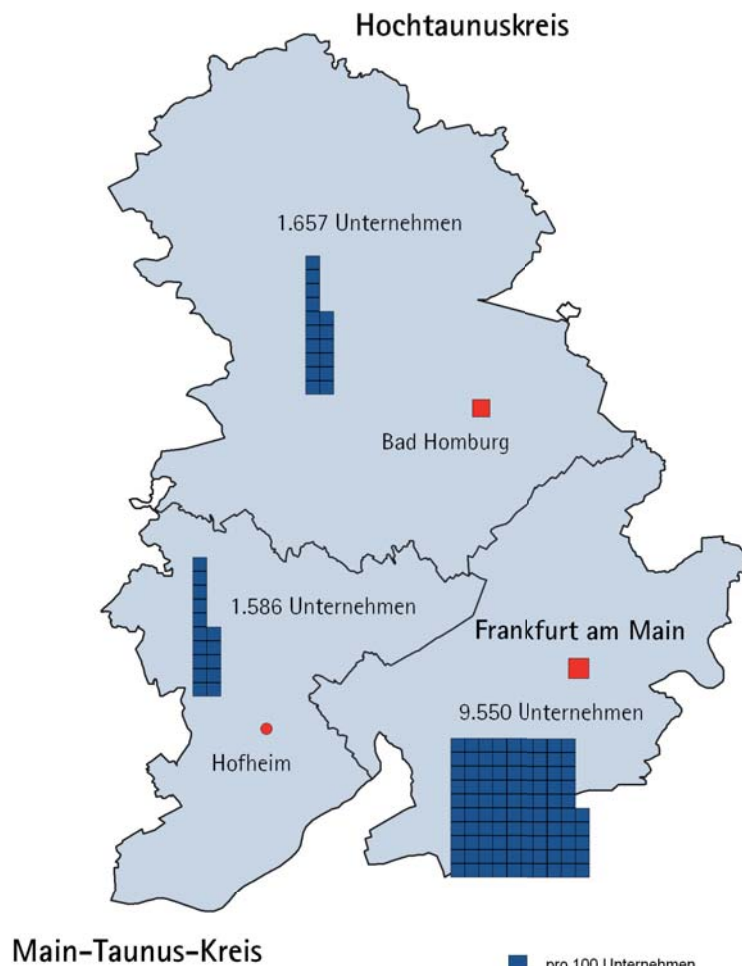 Hochtaunuskreis
1.657 Unternehmen
Bad Homburg
1.586 Unternehmen
Frankfurt am Main
9.550 Unternehmen
Hofheim
Main-Taunus-Kreis
pro 100 Unternehmen